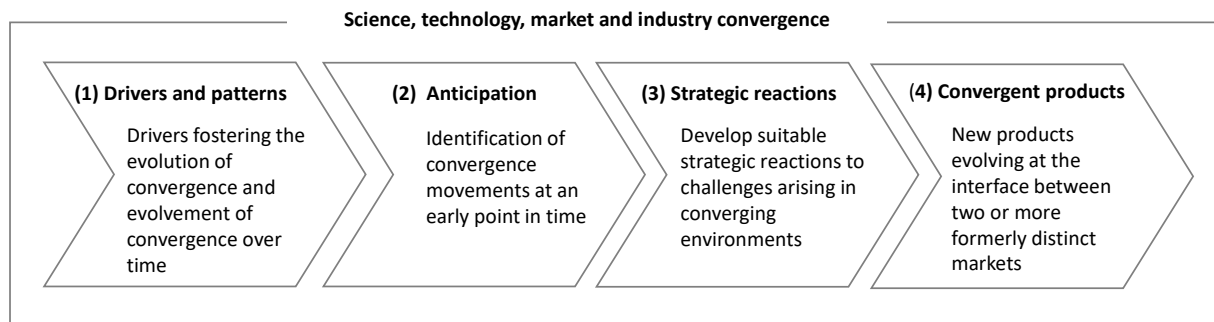 Science, technology, market and industry convergence
(1) Drivers and patterns
Drivers fostering the
evolution of
convergence and
evolvement of
convergence over
time
(2) Anticipation
Identification of
convergence
movements at an
early point in time
(3) Strategic reactions
Develop suitable
strategic reactions to
challenges arising in
converging
environments
(4) Convergent products
New products
evolving at the
interface between
two or more
formerly distinct
markets